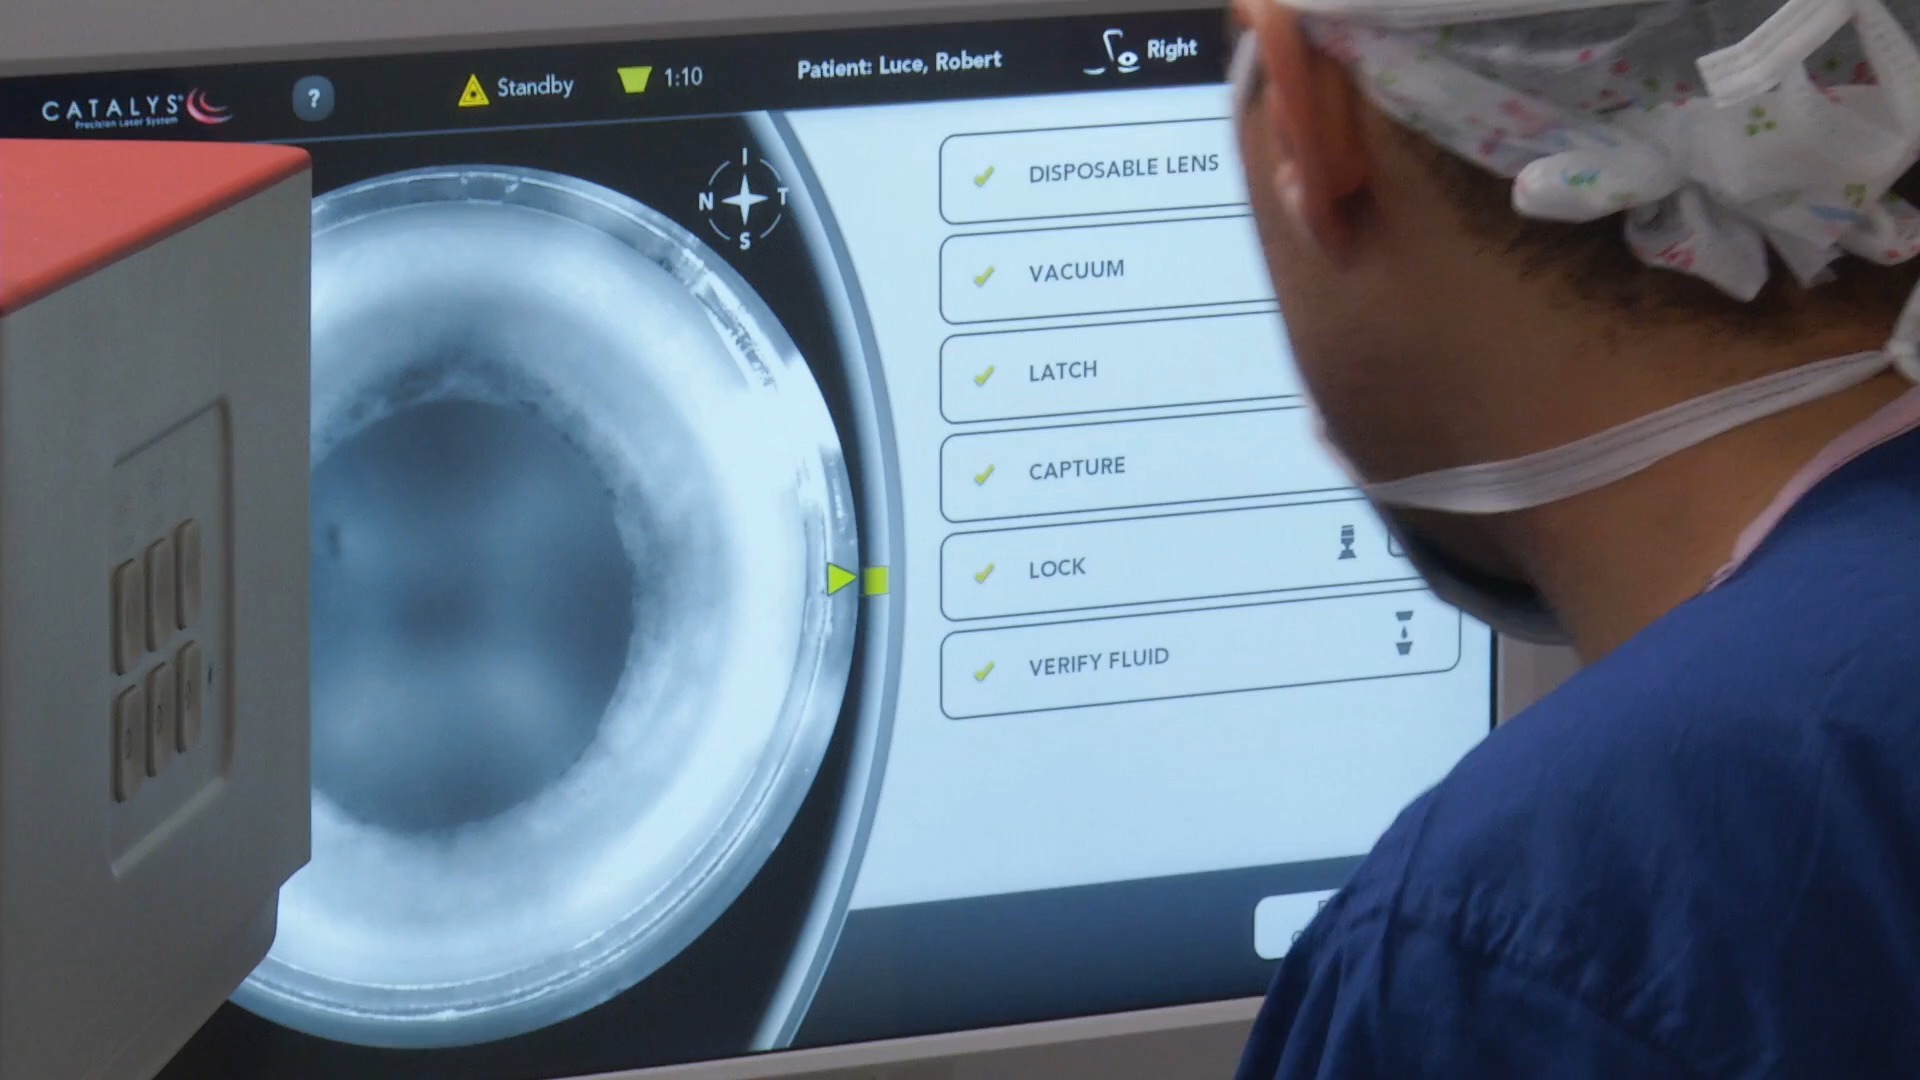 CATALYS
Precision Laser System
?
Standby
1:10
Patient: Luce, Robert
Right
I
N T
S
DISPOSABLE LENS
VACUUM
LATCH
CAPTURE
LOCK
VERIFY FLUID